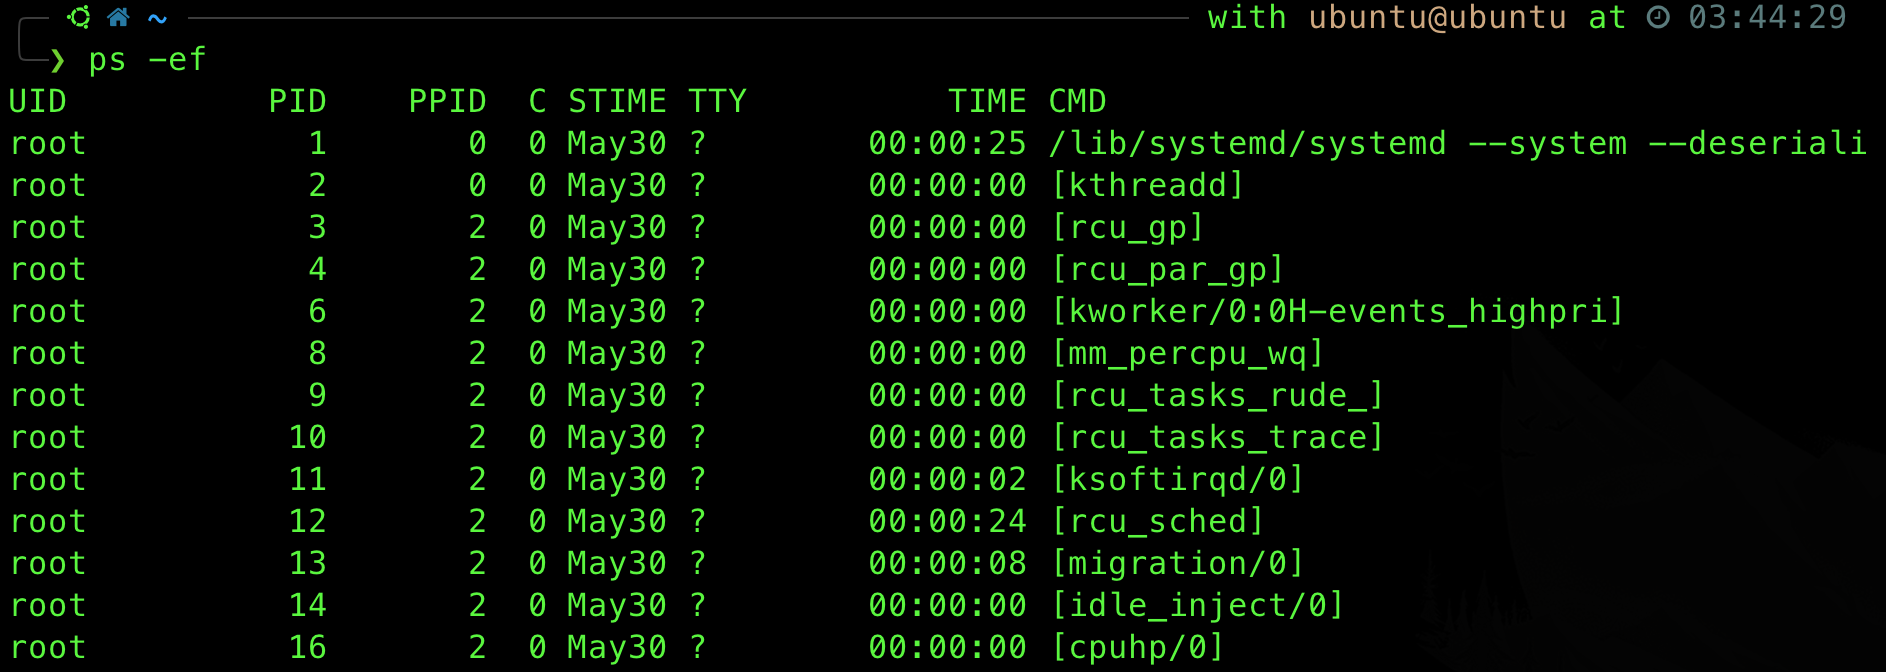 ~ with ubuntu@ubuntu at 03:44:29
❯ ps -ef
UID          PID    PPID  C STIME TTY          TIME CMD
root           1       0  0 May30 ?        00:00:25 /lib/systemd/systemd --system --deseriali
root           2       0  0 May30 ?        00:00:00 [kthreadd]
root           3       2  0 May30 ?        00:00:00 [rcu_gp]
root           4       2  0 May30 ?        00:00:00 [rcu_par_gp]
root           6       2  0 May30 ?        00:00:00 [kworker/0:0H-events_highpri]
root           8       2  0 May30 ?        00:00:00 [mm_percpu_wq]
root           9       2  0 May30 ?        00:00:00 [rcu_tasks_rude_]
root          10       2  0 May30 ?        00:00:00 [rcu_tasks_trace]
root          11       2  0 May30 ?        00:00:02 [ksoftirqd/0]
root          12       2  0 May30 ?        00:00:24 [rcu_sched]
root          13       2  0 May30 ?        00:00:08 [migration/0]
root          14       2  0 May30 ?        00:00:00 [idle_inject/0]
root          16       2  0 May30 ?        00:00:00 [cpuhp/0]